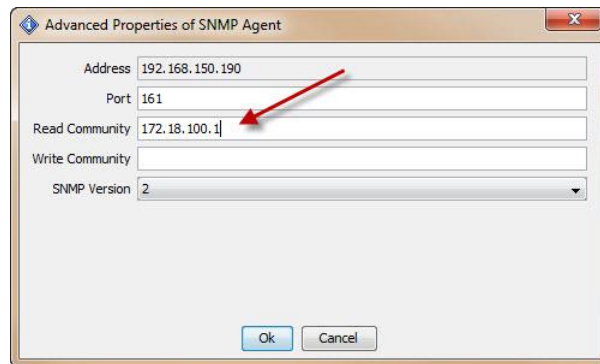 Advanced Properties of SNMP Agent
Address 192.168.150.190
Port 161
Read Community 172.18.100.1
Write Community
SNMP Version 2
Ok Cancel